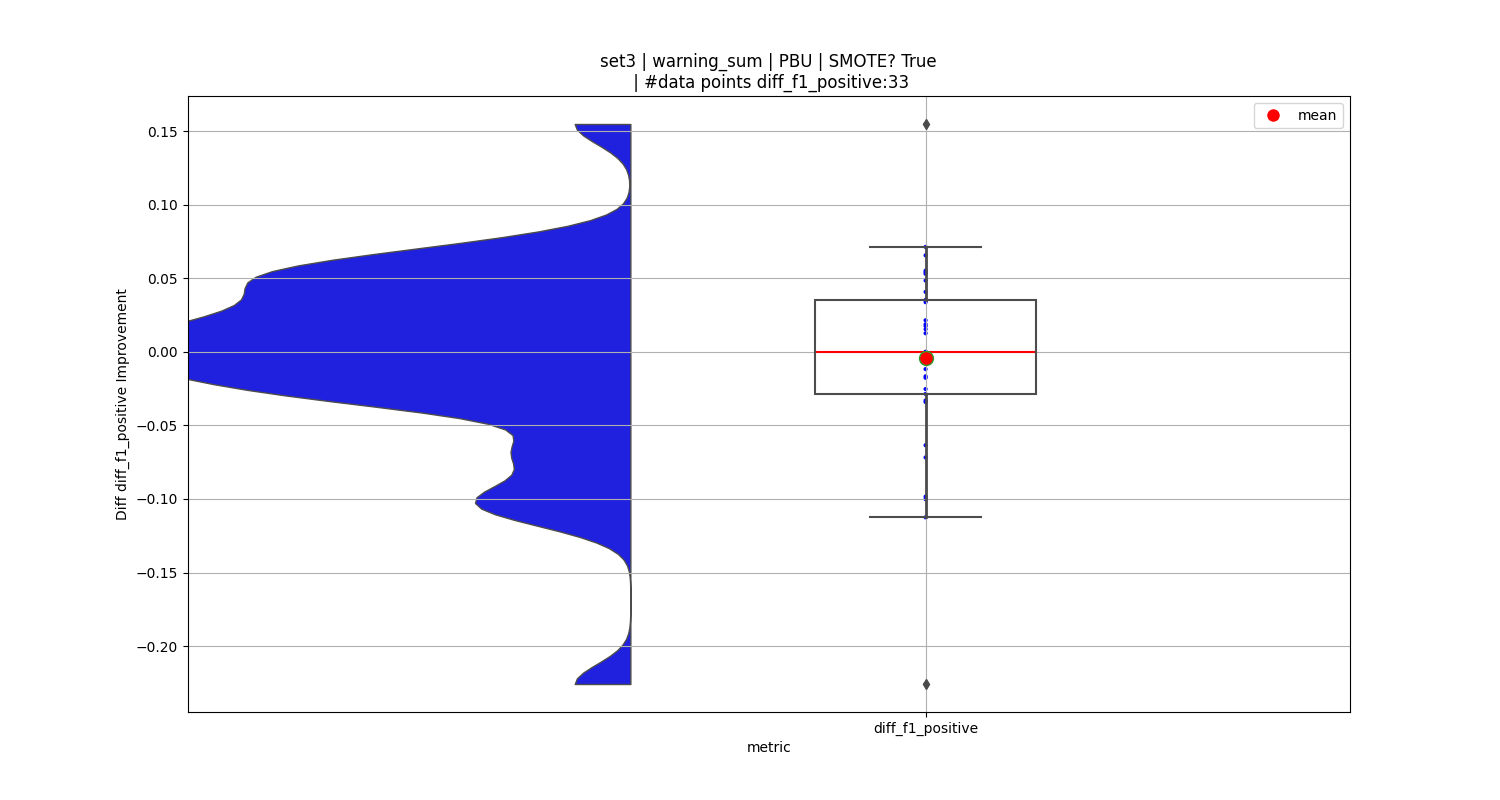 set3 | warning_sum | PBU | SMOTE? True
| #data points diff_f1_positive:33
mean
0.15
0.10
0.05
0.00
−0.05
−0.10
−0.15
−0.20
Diff diff_f1_positive Improvement
diff_f1_positive
metric